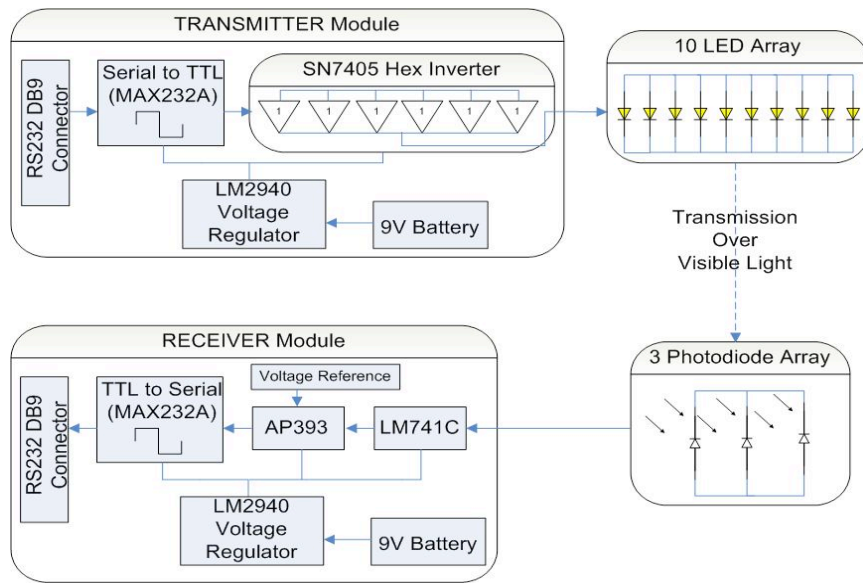 TRANSMITTER Module
RS232 DB9
Connector
Serial to TTL
(MAX232A)
SN7405 Hex Inverter
1 1 1 1 1 1
LM2940
Voltage
Regulator
9V Battery
10 LED Array
Transmission
Over
Visible Light
3 Photodiode Array
RECEIVER Module
RS232 DB9
Connector
TTL to Serial
(MAX232A)
Voltage Reference
AP393
LM741C
LM2940
Voltage
Regulator
9V Battery